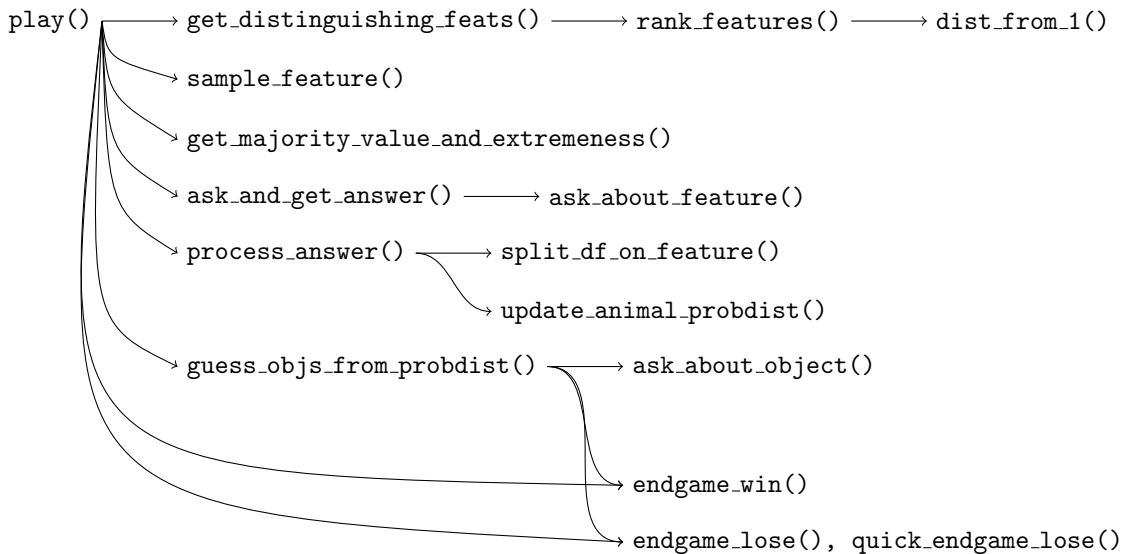 play() get_distinguishing_feats() rank_features() dist_from_1()
sample_feature()
get_majority_value_and_extremeness()
ask_and_get_answer() ask_about_feature()
process_answer() split_df_on_feature()
update_animal_probdist()
guess_objs_from_probdist() ask_about_object()
endgame_win()
endgame_lose(), quick_endgame_lose()